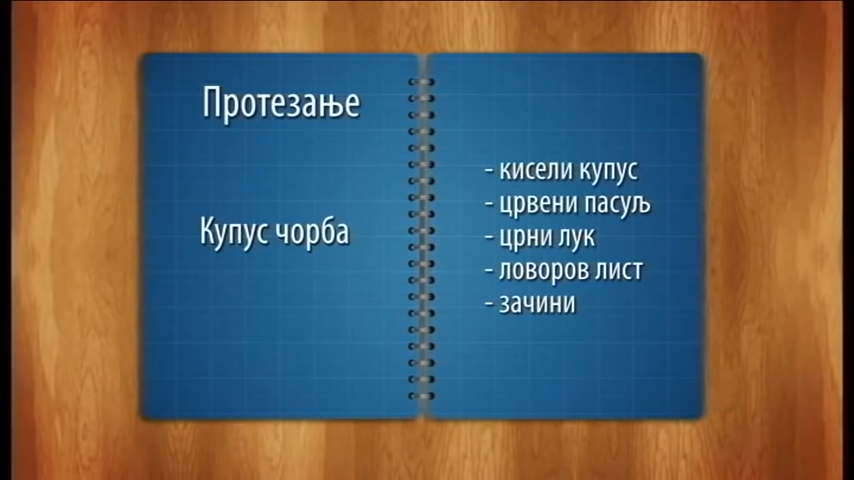 Протезање
Купус чорба
- кисели купус
- црвени пасуљ
- црни лук
- ловоров лист
- зачини